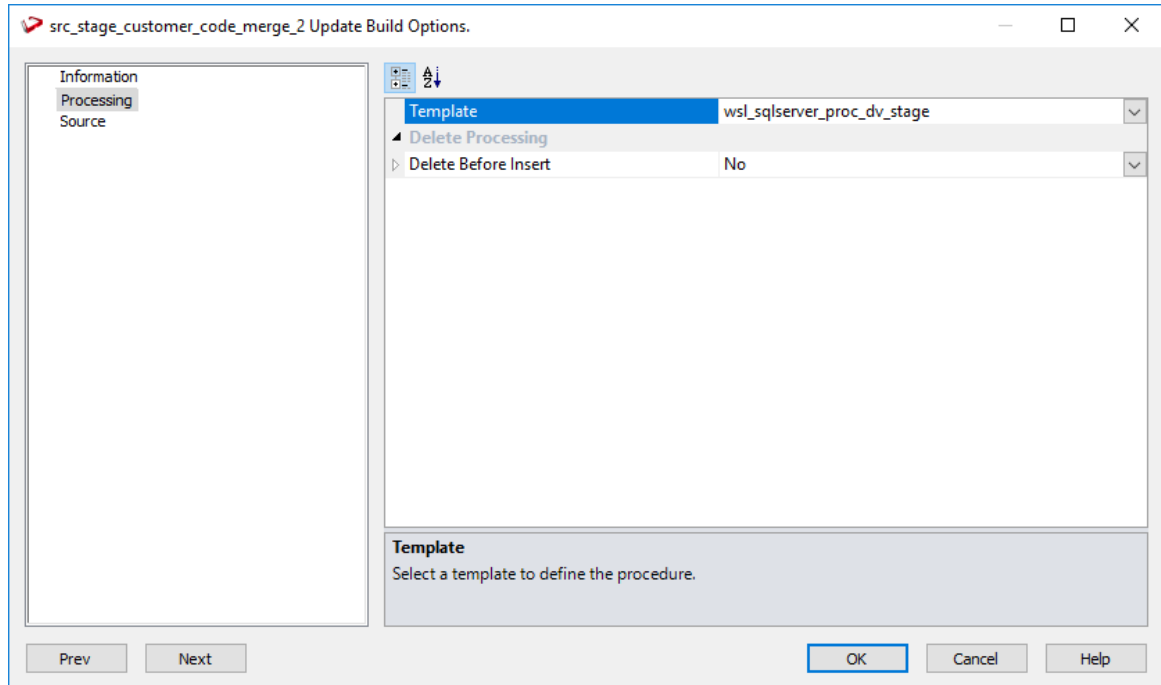 src_stage_customer_code_merge_2 Update Build Options.
Information
Processing
Source
Template wsl_sqlserver_proc_dv_stage
Delete Processing
Delete Before Insert No
Template
Select a template to define the procedure.
Prev Next OK Cancel Help